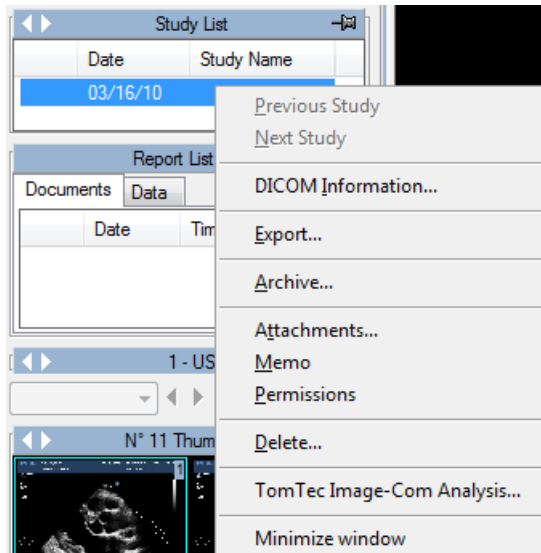 Study List
Date Study Name
03/16/10
Previous Study
Next Study
DICOM Information...
Export...
Archive...
Attachments...
Memo
Permissions
Delete...
TomTec Image-Com Analysis...
Minimize window
Report List
Documents Data
Date Tim
1 - US
N° 11 Thum
1